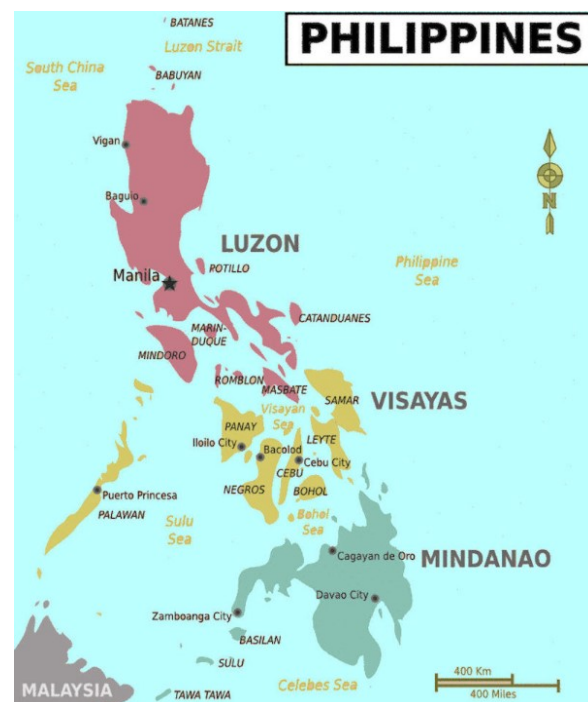 BATANES
PHILIPPINES
Luzon Strait
South China
Sea
BABUYAN
Vigan
Baguio
N
LUZON
ROTILLO
Philippine
Sea
Manila
CATANDUANES
MARIN-
DUQUE
MINDORO
ROMBLON
MASBATE
SAMAR
VISAYAS
Visayan
Sea
PANAY
LEYTE
Iloilo City
Bacolod
Cebu City
CEBU
NEGROS
BOHOL
Puerto Princesa
PALAWAN
Sulu
Sea
Bohol
Sea
Cagayan de Oro
MINDANAO
Davao City
Zamboanga City
BASILAN
SULU
400 Km
400 Miles
MALAYSIA
TAWA TAWA
Celebes Sea